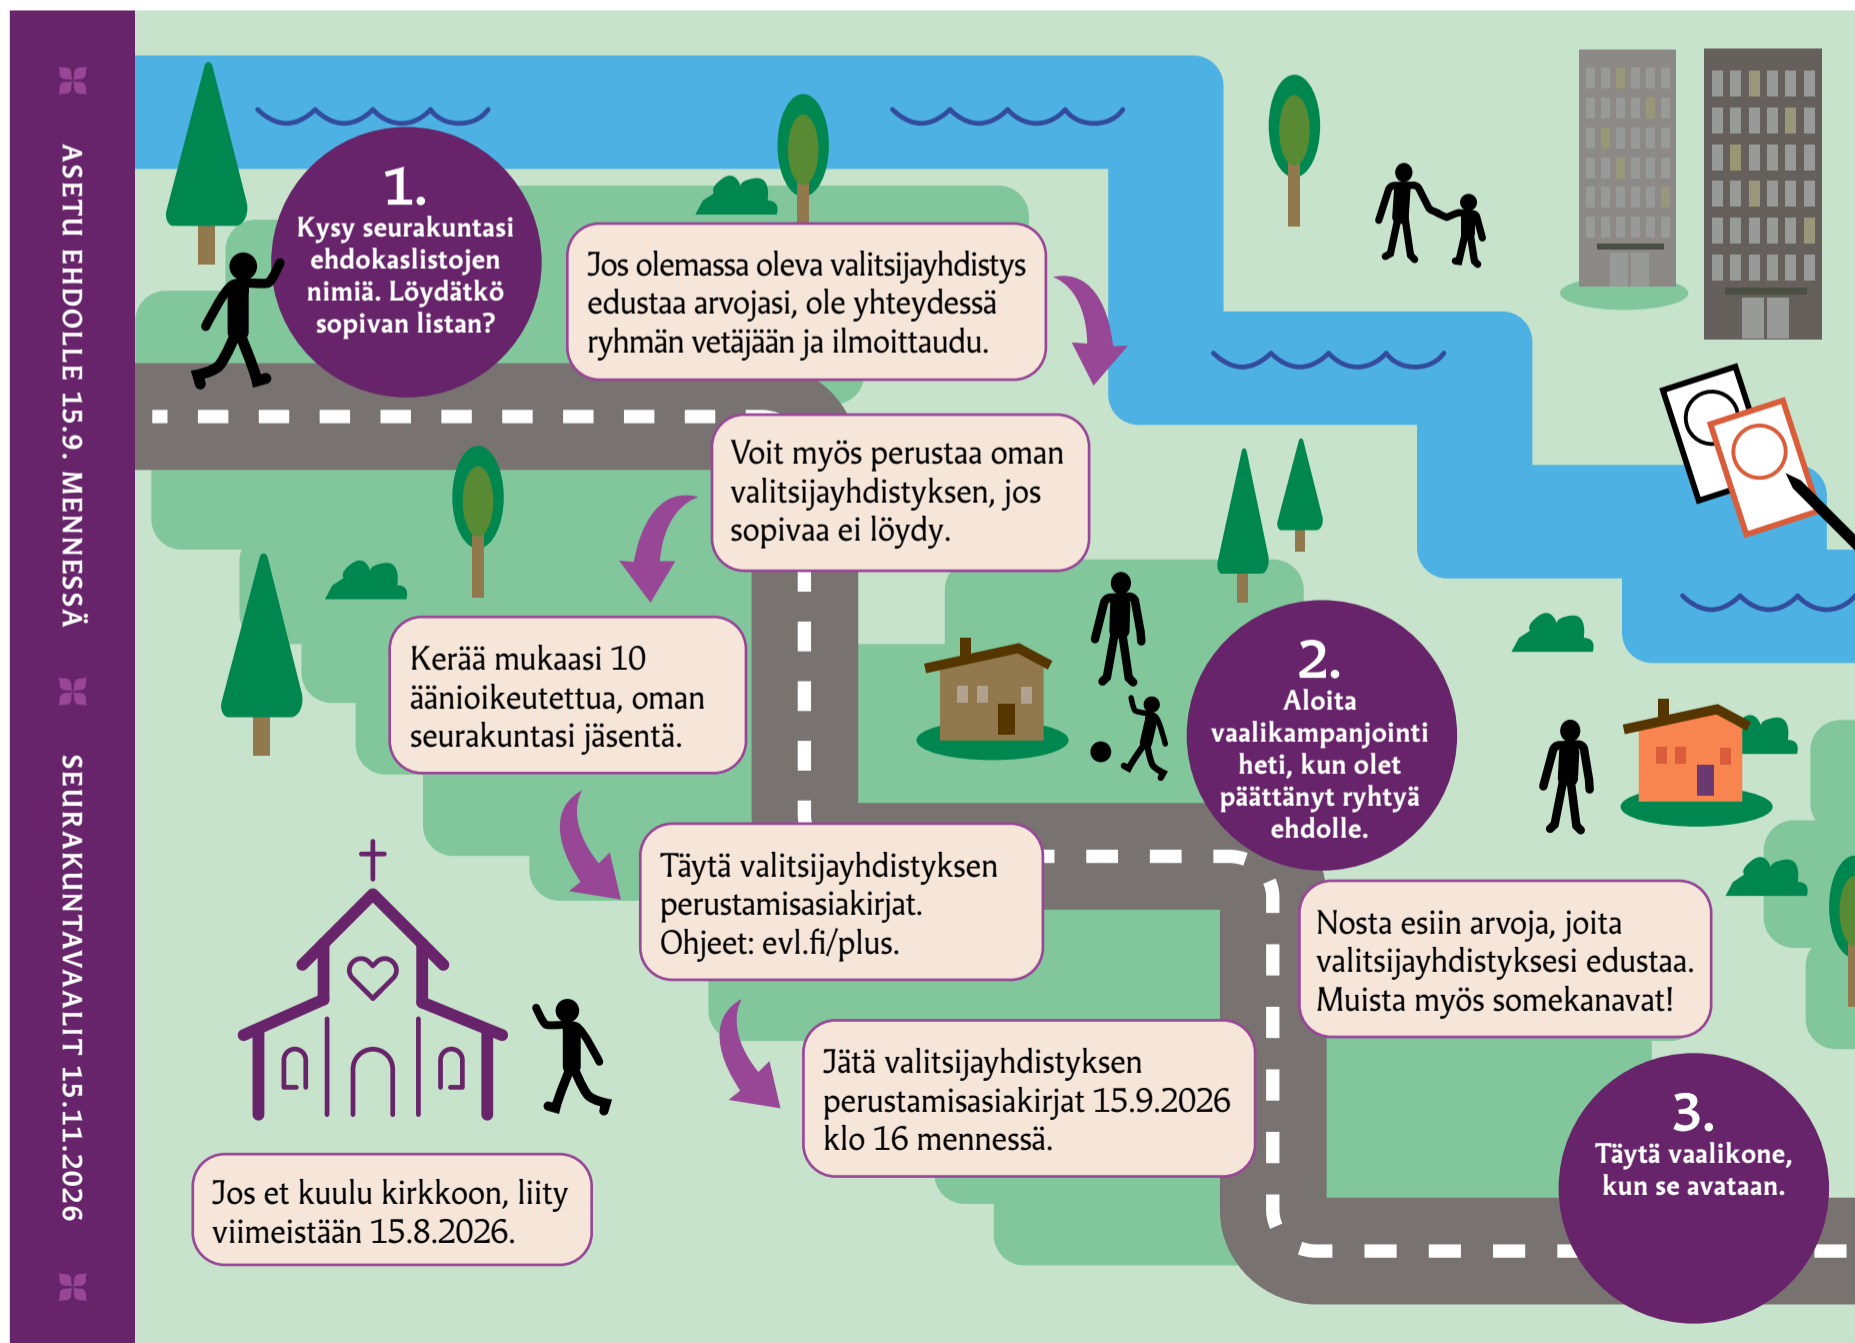 ASETU EHDOLLE 15.9. MENNESSÄ
SEURAKUNTAVAALIT 15.11.2026
1.
Kysy seurakuntasi
ehdokaslistojen
nimiä. Löydätkö
sopivan listan?
Jos olemassa oleva valitsijayhdistys
edustaa arvojasi, ole yhteydessä
ryhmän vetäjään ja ilmoittaudu.
Voit myös perustaa oman
valitsijayhdistyksen, jos
sopivaa ei löydy.
Kerää mukaasi 10
äänioikeutettua, oman
seurakuntasi jäsentä.
Täytä valitsijayhdistyksen
perustamisasiakirjat.
Ohjeet: evl.fi/plus.
Jätä valitsijayhdistyksen
perustamisasiakirjat 15.9.2026
klo 16 mennessä.
Jos et kuulu kirkkoon, liity
viimeistään 15.8.2026.
2.
Aloita
vaalikampanjointi
heti, kun olet
päättänyt ryhtyä
ehdolle.
Nosta esiin arvoja, joita
valitsijayhdistyksesi edustaa.
Muista myös somekanavat!
3.
Täytä vaalikone,
kun se avataan.